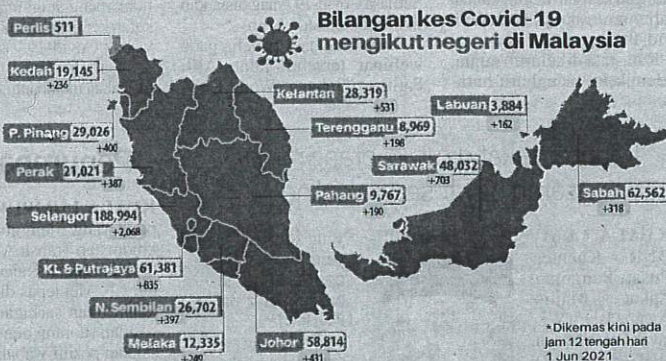 Bilangan kes Covid-19
mengikut negeri di Malaysia
Perlis 511
Kedah 19,145
+236
P. Pinang 29,026
+400
Perak 21,021
+387
Selangor 188,994
+2,068
KL & Putrajaya 61,381
+835
N. Sembilan 26,702
+397
Melaka 12,335
Johor 58,814
Kelantan 28,319
+531
Terengganu 8,969
+198
Pahang 9,767
+190
Labuan 3,884
+162
Sarawak 48,032
+703
Sabah 62,562
+318
*Dikemas kini pada
jam 12 tengah hari
1 Jun 2021